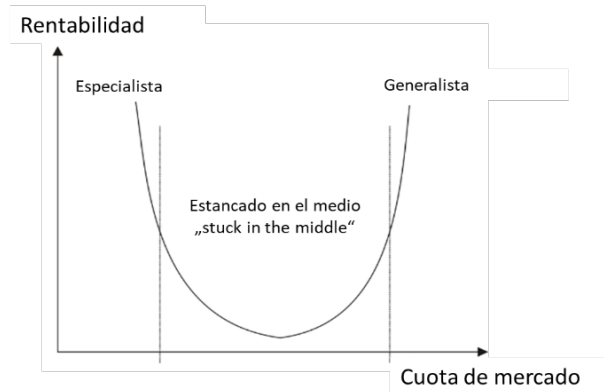 Rentabilidad
Especialista
Generalista
Estancado en el medio
„stuck in the middle“
Cuota de mercado